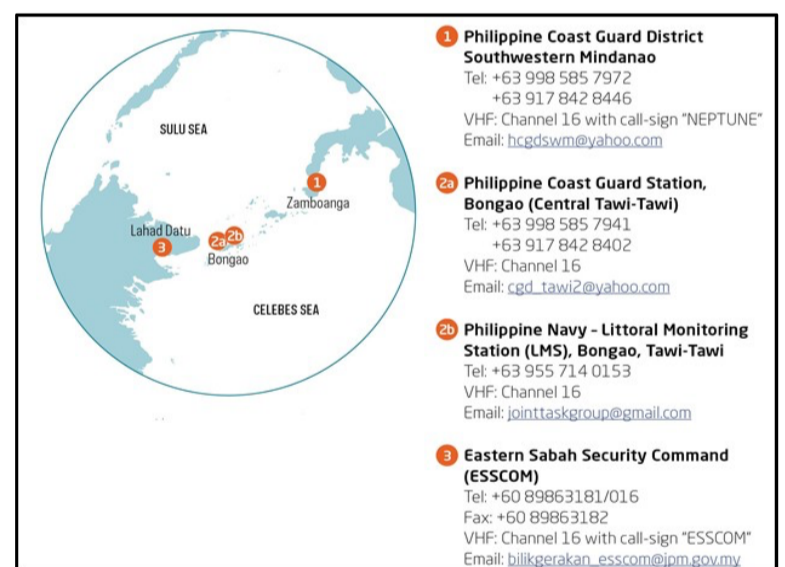 SULU SEA
1
Zamboanga
Lahad Datu
3
2a
2b
Bongao
CELEBES SEA
1 Philippine Coast Guard District
Southwestern Mindanao
Tel: +63 998 585 7972
+63 917 842 8446
VHF: Channel 16 with call-sign “NEPTUNE”
Email: hcgdswm@yahoo.com
2a Philippine Coast Guard Station,
Bongao (Central Tawi-Tawi)
Tel: +63 998 585 7941
+63 917 842 8402
VHF: Channel 16
Email: cgd_tawi2@yahoo.com
2b Philippine Navy - Littoral Monitoring
Station (LMS), Bongao, Tawi-Tawi
Tel: +63 955 714 0153
VHF: Channel 16
Email: jointtaskgroup@gmail.com
3 Eastern Sabah Security Command
(ESSCOM)
Tel: +60 89863181/016
Fax: +60 89863182
VHF: Channel 16 with call-sign “ESSCOM”
Email: bilikgerakan_esscom@jpm.gov.my